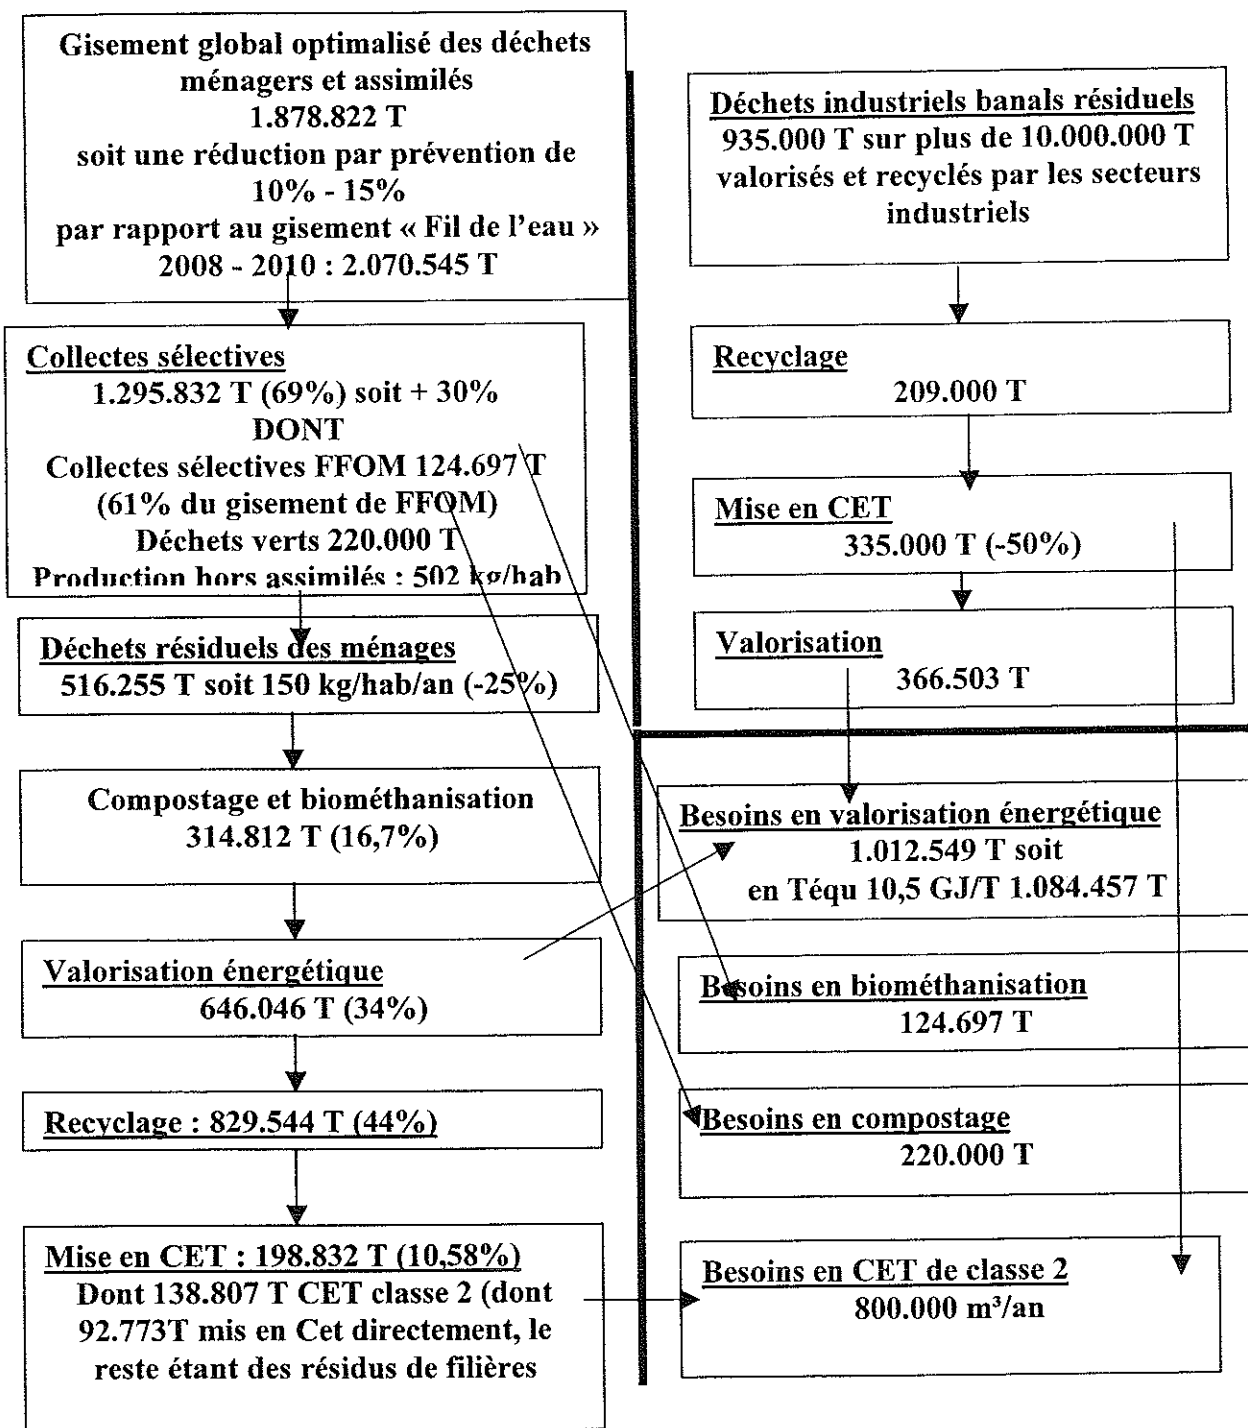 Gisement global optimalisé des déchets
ménagers et assimilés
1.878.822 T
soit une réduction par prévention de
10% - 15%
par rapport au gisement « Fil de l'eau »
2008 - 2010 : 2.070.545 T
Collectes sélectives
1.295.832 T (69%) soit + 30%
DONT
Collectes sélectives FFOM 124.697 T
(61% du gisement de FFOM)
Déchets verts 220.000 T
Production hors assimilés : 502 kg/hab
Déchets résiduels des ménages
516.255 T soit 150 kg/hab/an (-25%)
Compostage et biométhanisation
314.812 T (16,7%)
Valorisation énergétique
646.046 T (34%)
Recyclage : 829.544 T (44%)
Mise en CET : 198.832 T (10,58%)
Dont 138.807 T CET classe 2 (dont
92.773T mis en Cet directement, le
reste étant des résidus de filières
Déchets industriels banals résiduels
935.000 T sur plus de 10.000.000 T
valorisés et recyclés par les secteurs
industriels
Recyclage
209.000 T
Mise en CET
335.000 T (-50%)
Valorisation
366.503 T
Besoins en valorisation énergétique
1.012.549 T soit
en Téqu 10,5 GJ/T 1.084.457 T
Besoins en biométhanisation
124.697 T
Besoins en compostage
220.000 T
Besoins en CET de classe 2
800.000 m³/an